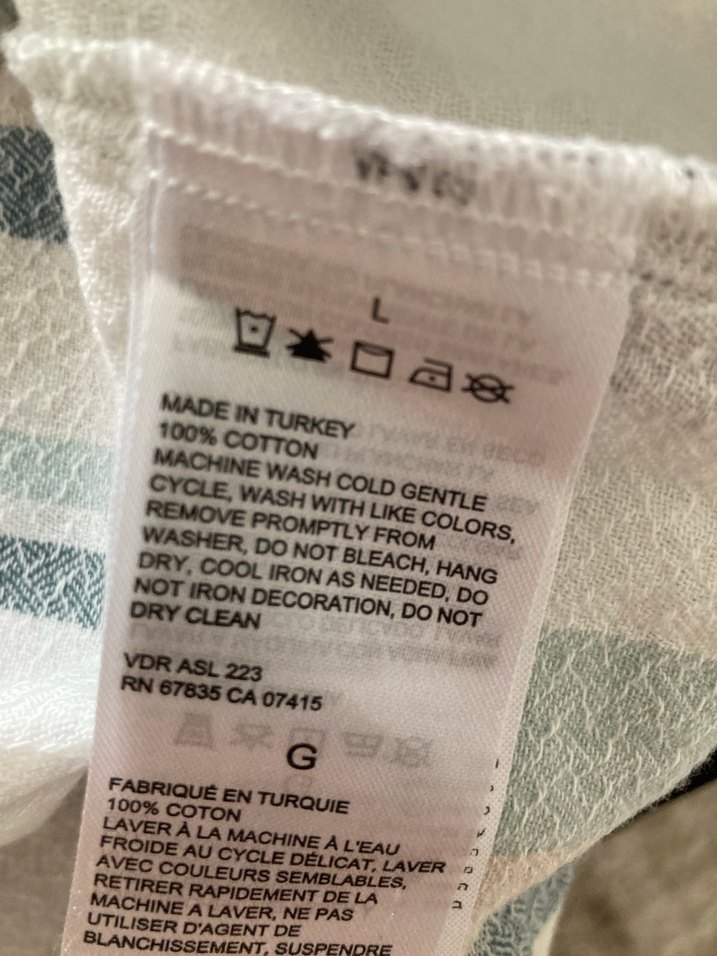 L
MADE IN TURKEY
100% COTTON
MACHINE WASH COLD GENTLE
CYCLE, WASH WITH LIKE COLORS,
REMOVE PROMPTLY FROM
WASHER, DO NOT BLEACH, HANG
DRY, COOL IRON AS NEEDED, DO
NOT IRON DECORATION, DO NOT
DRY CLEAN
VDR ASL 223
RN 67835 CA 07415
G
FABRIQUÉ EN TURQUIE
100% COTON
LAVER À LA MACHINE À L'EAU
FROIDE AU CYCLE DÉLICAT, LAVER
AVEC COULEURS SEMBLABLES,
RETIRER RAPIDEMENT DE LA
MACHINE A LAVER, NE PAS
UTILISER D'AGENT DE
BLANCHISSEMENT, SUSPENDRE